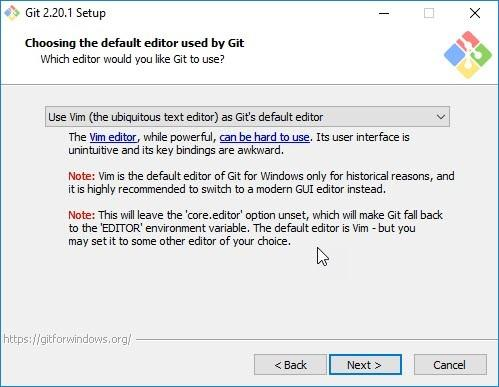 Git 2.20.1 Setup
Choosing the default editor used by Git
Which editor would you like Git to use?
Use Vim (the ubiquitous text editor) as Git's default editor
The Vim editor, while powerful, can be hard to use. Its user interface is
unintuitive and its key bindings are awkward.
Note: Vim is the default editor of Git for Windows only for historical reasons, and
it is highly recommended to switch to a modern GUI editor instead.
Note: This will leave the 'core.editor' option unset, which will make Git fall back
to the 'EDITOR' environment variable. The default editor is Vim - but you
may set it to some other editor of your choice.
https://gitforwindows.org/
< Back
Next >
Cancel